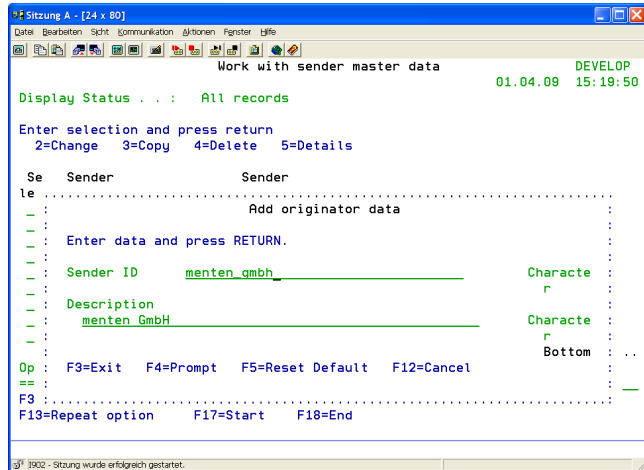 Sitzung A - [24 x 80]
Datei Bearbeiten Sicht Kommunikation Aktionen Fenster Hilfe
Work with sender master data DEVELOP
01.04.09 15:19:50
Display Status . . : All records
Enter selection and press return
2=Change 3=Copy 4=Delete 5=Details
Se Sender Sender
le ......................................................................
_ : Add originator data :
_ : :
_ : Enter data and press RETURN. :
_ : :
_ : Sender ID menten_gmbh_ Characte :
_ : r :
_ : Description :
_ : menten GmbH Characte :
_ : r :
: Bottom : ..
Op : F3=Exit F4=Prompt F5=Reset Default F12=Cancel :
== : : __
F3 :.....................................................................:
F13=Repeat option F17=Start F18=End
I902 - Sitzung wurde erfolgreich gestartet.